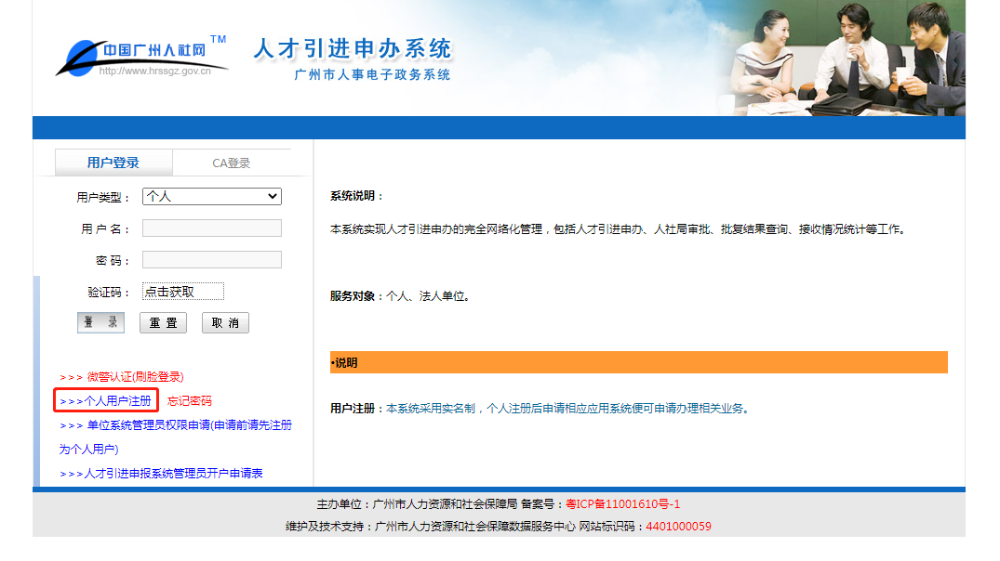 中国广州人社网 TM
http://www.hrssgz.gov.cn
人才引进申办系统
广州市人事电子政务系统
用户登录 CA登录
用户类型： 个人
用 户 名：
密 码：
验证码： 点击获取
登 录 重 置 取 消
>>> 微警认证(刷脸登录)
>>>个人用户注册 忘记密码
>>> 单位系统管理员权限申请(申请前请先注册
为个人用户)
>>>人才引进申报系统管理员开户申请表
系统说明：
本系统实现人才引进申办的完全网络化管理，包括人才引进申办、人社局审批、批复结果查询、接收情况统计等工作。
服务对象：个人、法人单位。
•说明
用户注册：本系统采用实名制，个人注册后申请相应应用系统便可申请办理相关业务。
主办单位：广州市人力资源和社会保障局 备案号：粤ICP备11001610号-1
维护及技术支持：广州市人力资源和社会保障数据服务中心 网站标识码：4401000059